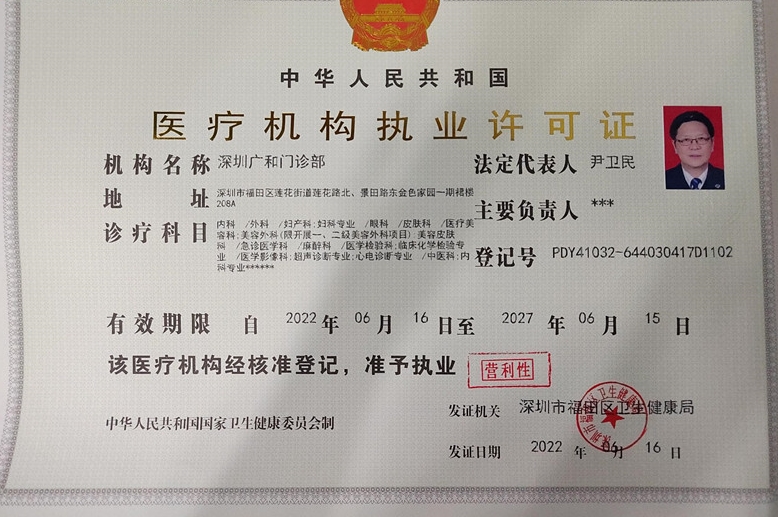 中华人民共和国
医疗机构执业许可证
机构名称 深圳广和门诊部
法定代表人 尹卫民
地 址 深圳市福田区莲花街道莲花路北、景田路东金色家园一期裙楼
208A
主要负责人 ***
诊疗科目 内科 /外科 /妇产科;妇科专业 /眼科 /皮肤科 /医疗美
容科;美容外科(限开展一、二级美容外科项目);美容皮肤
科 /急诊医学科 /麻醉科 /医学检验科;临床化学检验专
业 /医学影像科;超声诊断专业;心电诊断专业 /中医科;内
科专业******
登记号 PDY41032-644030417D1102
有效期限 自 2022 年 06 月 16 日至 2027 年 06 月 15 日
该医疗机构经核准登记，准予执业 营利性
发证机关 深圳市福田区卫生健康局
中华人民共和国国家卫生健康委员会制
发证日期 2022 年 06 月 16 日